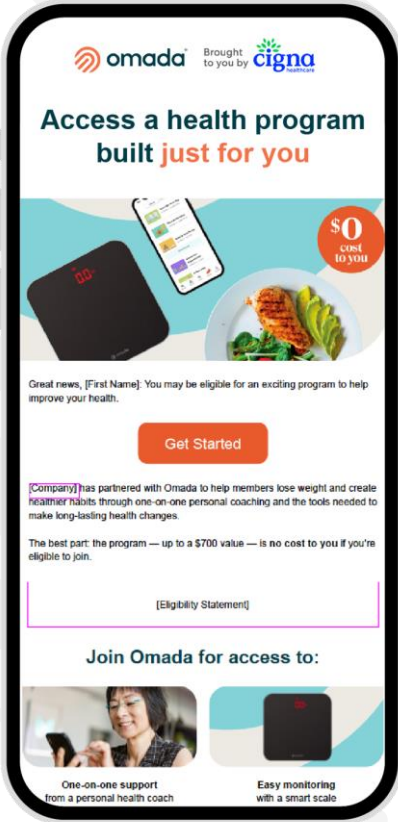 omada
Brought
to you by
cigna
healthcare
Access a health program
built just for you
$0
cost
to you
0.0
omada
Great news, [First Name]: You may be eligible for an exciting program to help
improve your health.
Get Started
[Company] has partnered with Omada to help members lose weight and create
healthier habits through one-on-one personal coaching and the tools needed to
make long-lasting health changes.
The best part: the program — up to a $700 value — is no cost to you if you're
eligible to join.
[Eligibility Statement]
Join Omada for access to:
One-on-one support
from a personal health coach
Easy monitoring
with a smart scale